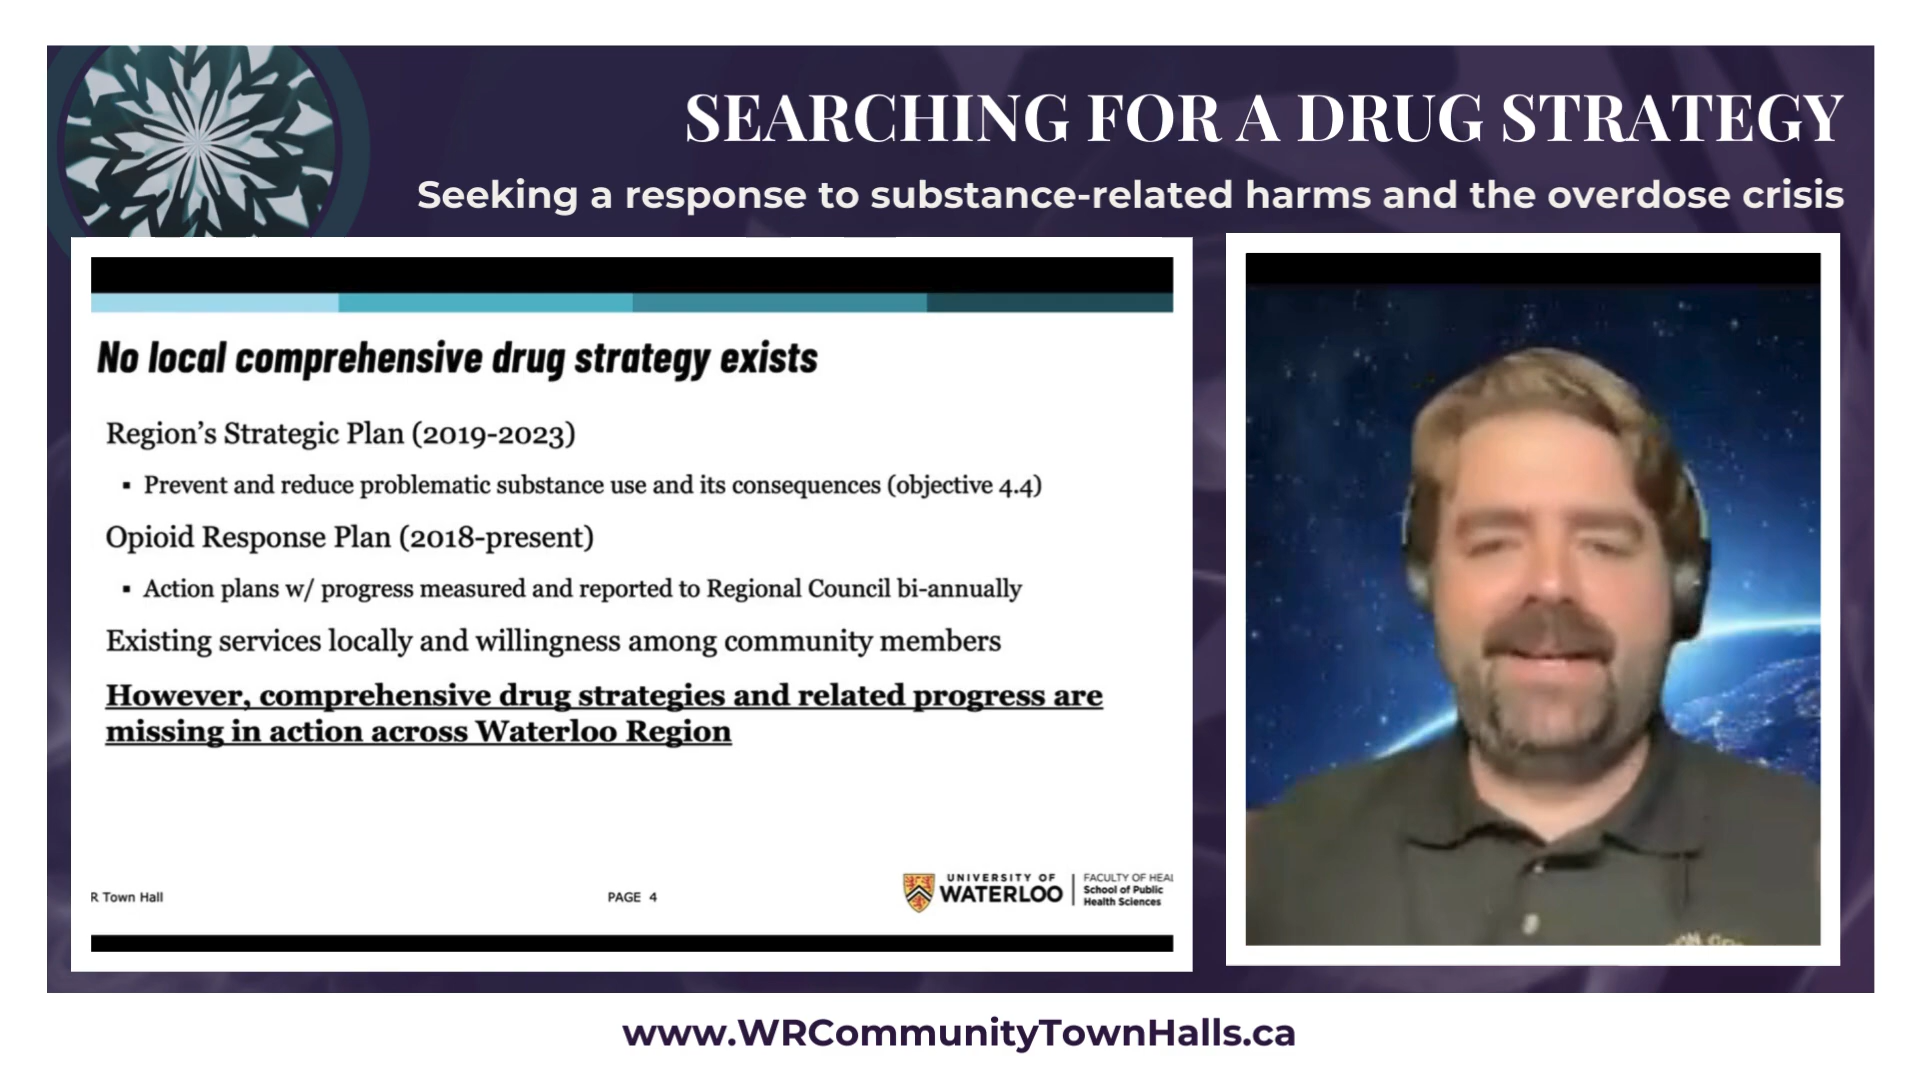 SEARCHING FOR A DRUG STRATEGY
Seeking a response to substance-related harms and the overdose crisis
No local comprehensive drug strategy exists
Region's Strategic Plan (2019-2023)
▪ Prevent and reduce problematic substance use and its consequences (objective 4.4)
Opioid Response Plan (2018-present)
▪ Action plans w/ progress measured and reported to Regional Council bi-annually
Existing services locally and willingness among community members
However, comprehensive drug strategies and related progress are
missing in action across Waterloo Region
R Town Hall
PAGE 4
UNIVERSITY OF
WATERLOO
FACULTY OF HEAL
School of Public
Health Sciences
www.WRCommunityTownHalls.ca